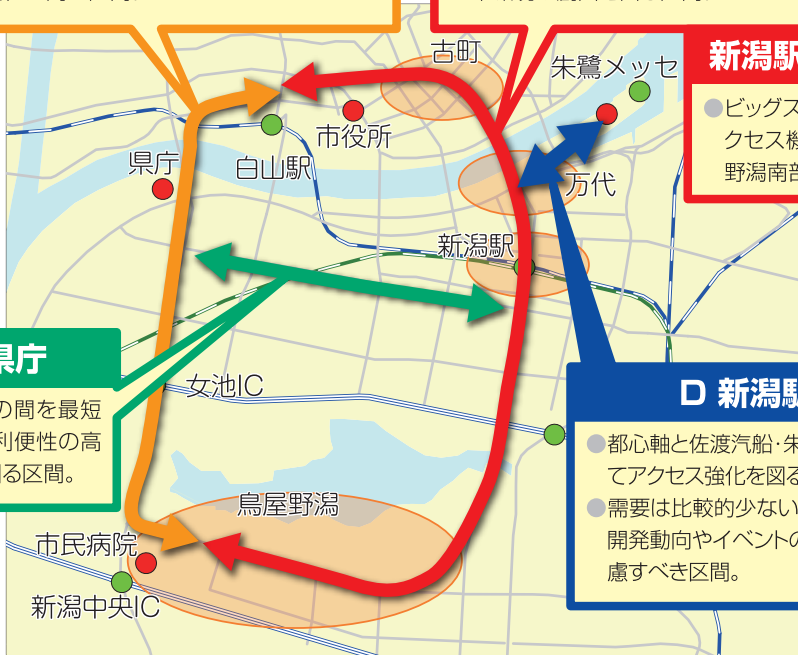 古町
朱鷺メッセ
新潟駅
●ビッグス
クセス機
野潟南部
市役所
白山駅
県庁
万代
新潟駅
県庁
の間を最短
利便性の高
る区間。
女池IC
D 新潟駅
●都心軸と佐渡汽船・朱
てアクセス強化を図る
●需要は比較的少ない
開発動向やイベントの
慮すべき区間。
鳥屋野潟
市民病院
新潟中央IC